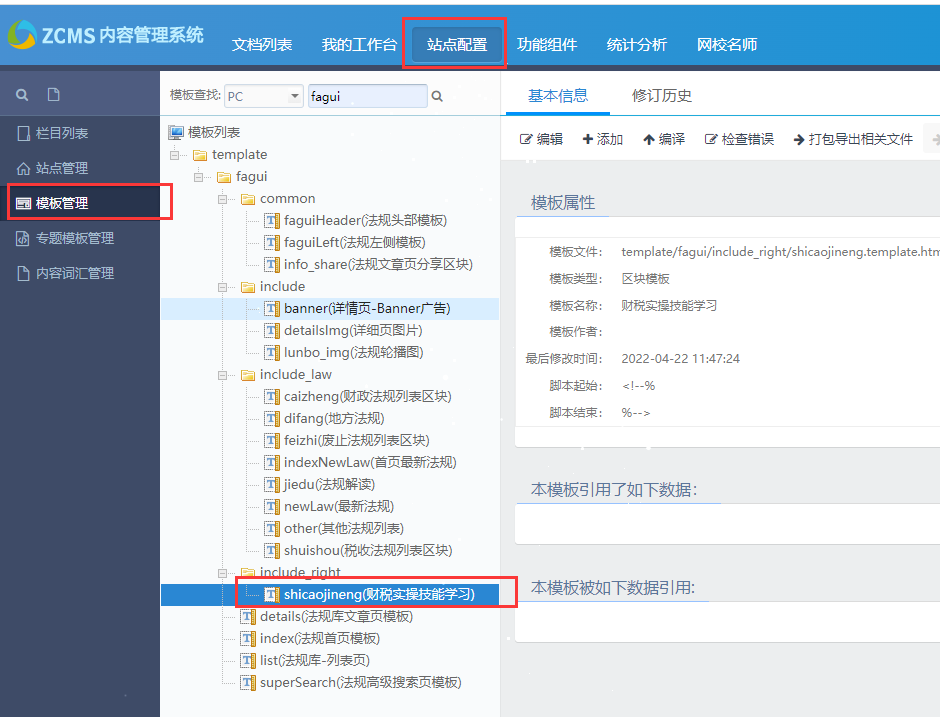 ZCMS 内容管理系统
文档列表 我的工作台 站点配置 功能组件 统计分析 网校名师
栏目列表
站点管理
模板管理
专题模板管理
内容词汇管理
模板查找: PC fagui
模板列表
template
fagui
common
faguiHeader(法规头部模板)
faguiLeft(法规左侧模板)
info_share(法规文章页分享区块)
include
banner(详情页-Banner广告)
detailsImg(详细页图片)
lunbo_img(法规轮播图)
include_law
caizheng(财政法规列表区块)
difang(地方法规)
feizhi(废止法规列表区块)
indexNewLaw(首页最新法规)
jiedu(法规解读)
newLaw(最新法规)
other(其他法规列表)
shuishou(税收法规列表区块)
include_right
shicaojineng(财税实操技能学习)
details(法规库文章页模板)
index(法规首页模板)
list(法规库-列表页)
superSearch(法规高级搜索页模板)
基本信息 修订历史
编辑 添加 编译 检查错误 打包导出相关文件
模板属性
模板文件: template/fagui/include_right/shicaojineng.template.htm
模板类型: 区块模板
模板名称: 财税实操技能学习
模板作者:
最后修改时间: 2022-04-22 11:47:24
脚本起始: <!--%
脚本结束: %-->
本模板引用了如下数据:
本模板被如下数据引用: